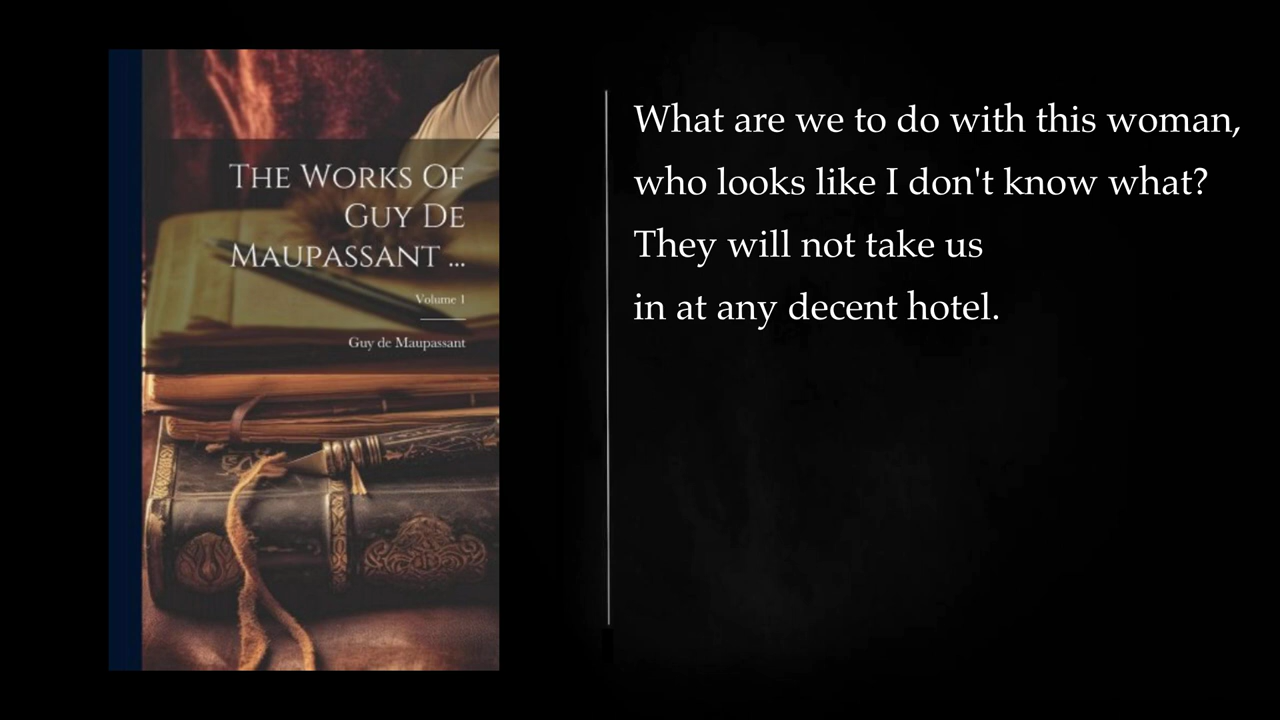 THE WORKS OF
GUY DE
MAUPASSANT ...
Volume 1
Guy de Maupassant
What are we to do with this woman,
who looks like I don't know what?
They will not take us
in at any decent hotel.